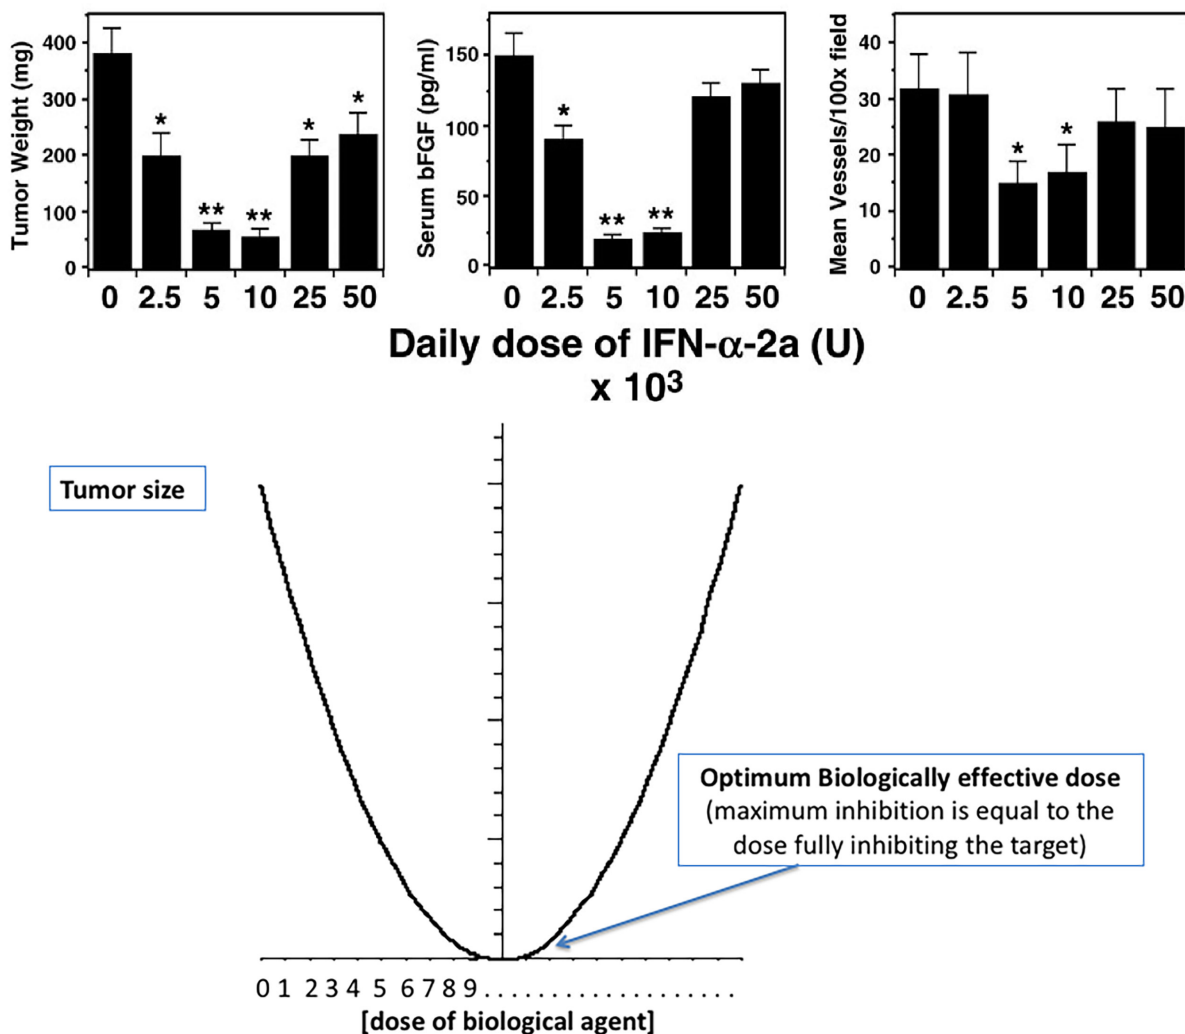 Tumor Weight (mg)
400
300
200
100
0
*
**
**
*
*
0 2.5 5 10 25 50
Serum bFGF (pg/ml)
150
100
50
0
*
**
**
0 2.5 5 10 25 50
Mean Vessels/100x field
40
30
20
10
0
*
*
0 2.5 5 10 25 50
Daily dose of IFN-α-2a (U)
x 10³
Tumor size
Optimum Biologically effective dose
(maximum inhibition is equal to the
dose fully inhibiting the target)
0 1 2 3 4 5 6 7 8 9 . . . . . . . . . . . . . . . . . . .
[dose of biological agent]